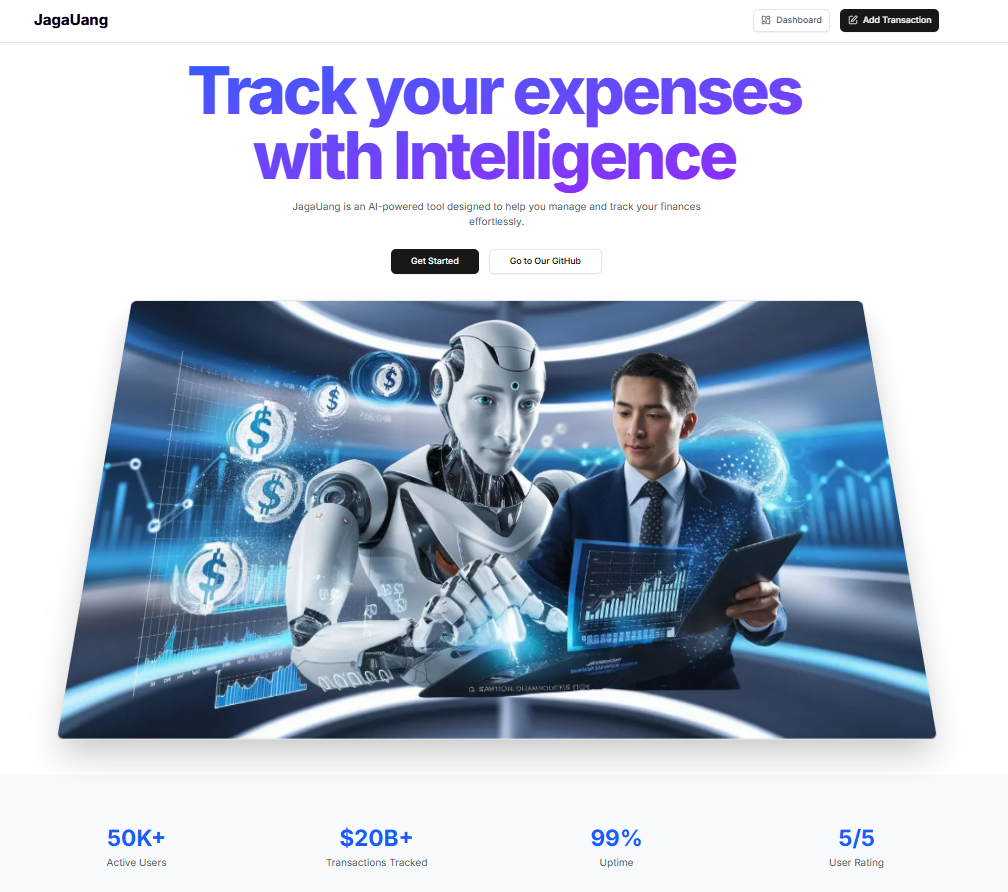 JagaUang
Dashboard
Add Transaction
Track your expenses
with Intelligence
JagaUang is an AI-powered tool designed to help you manage and track your finances
effortlessly.
Get Started
Go to Our GitHub
$
$
$
$
$
50K+
$20B+
99%
5/5
Active Users
Transactions Tracked
Uptime
User Rating